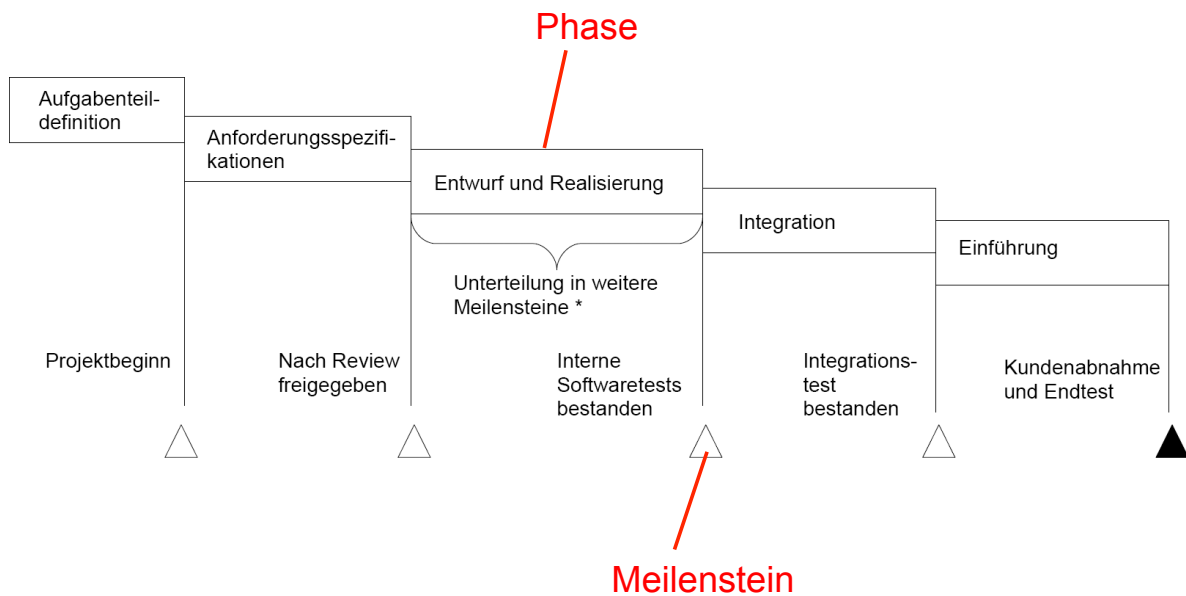 Phase
Aufgabenteil-
definition
Anforderungsspezifi-
kationen
Entwurf und Realisierung
Integration
Einführung
Unterteilung in weitere
Meilensteine *
Projektbeginn
Nach Review
freigegeben
Interne
Softwaretests
bestanden
Integrations-
test
bestanden
Kundenabnahme
und Endtest
Meilenstein